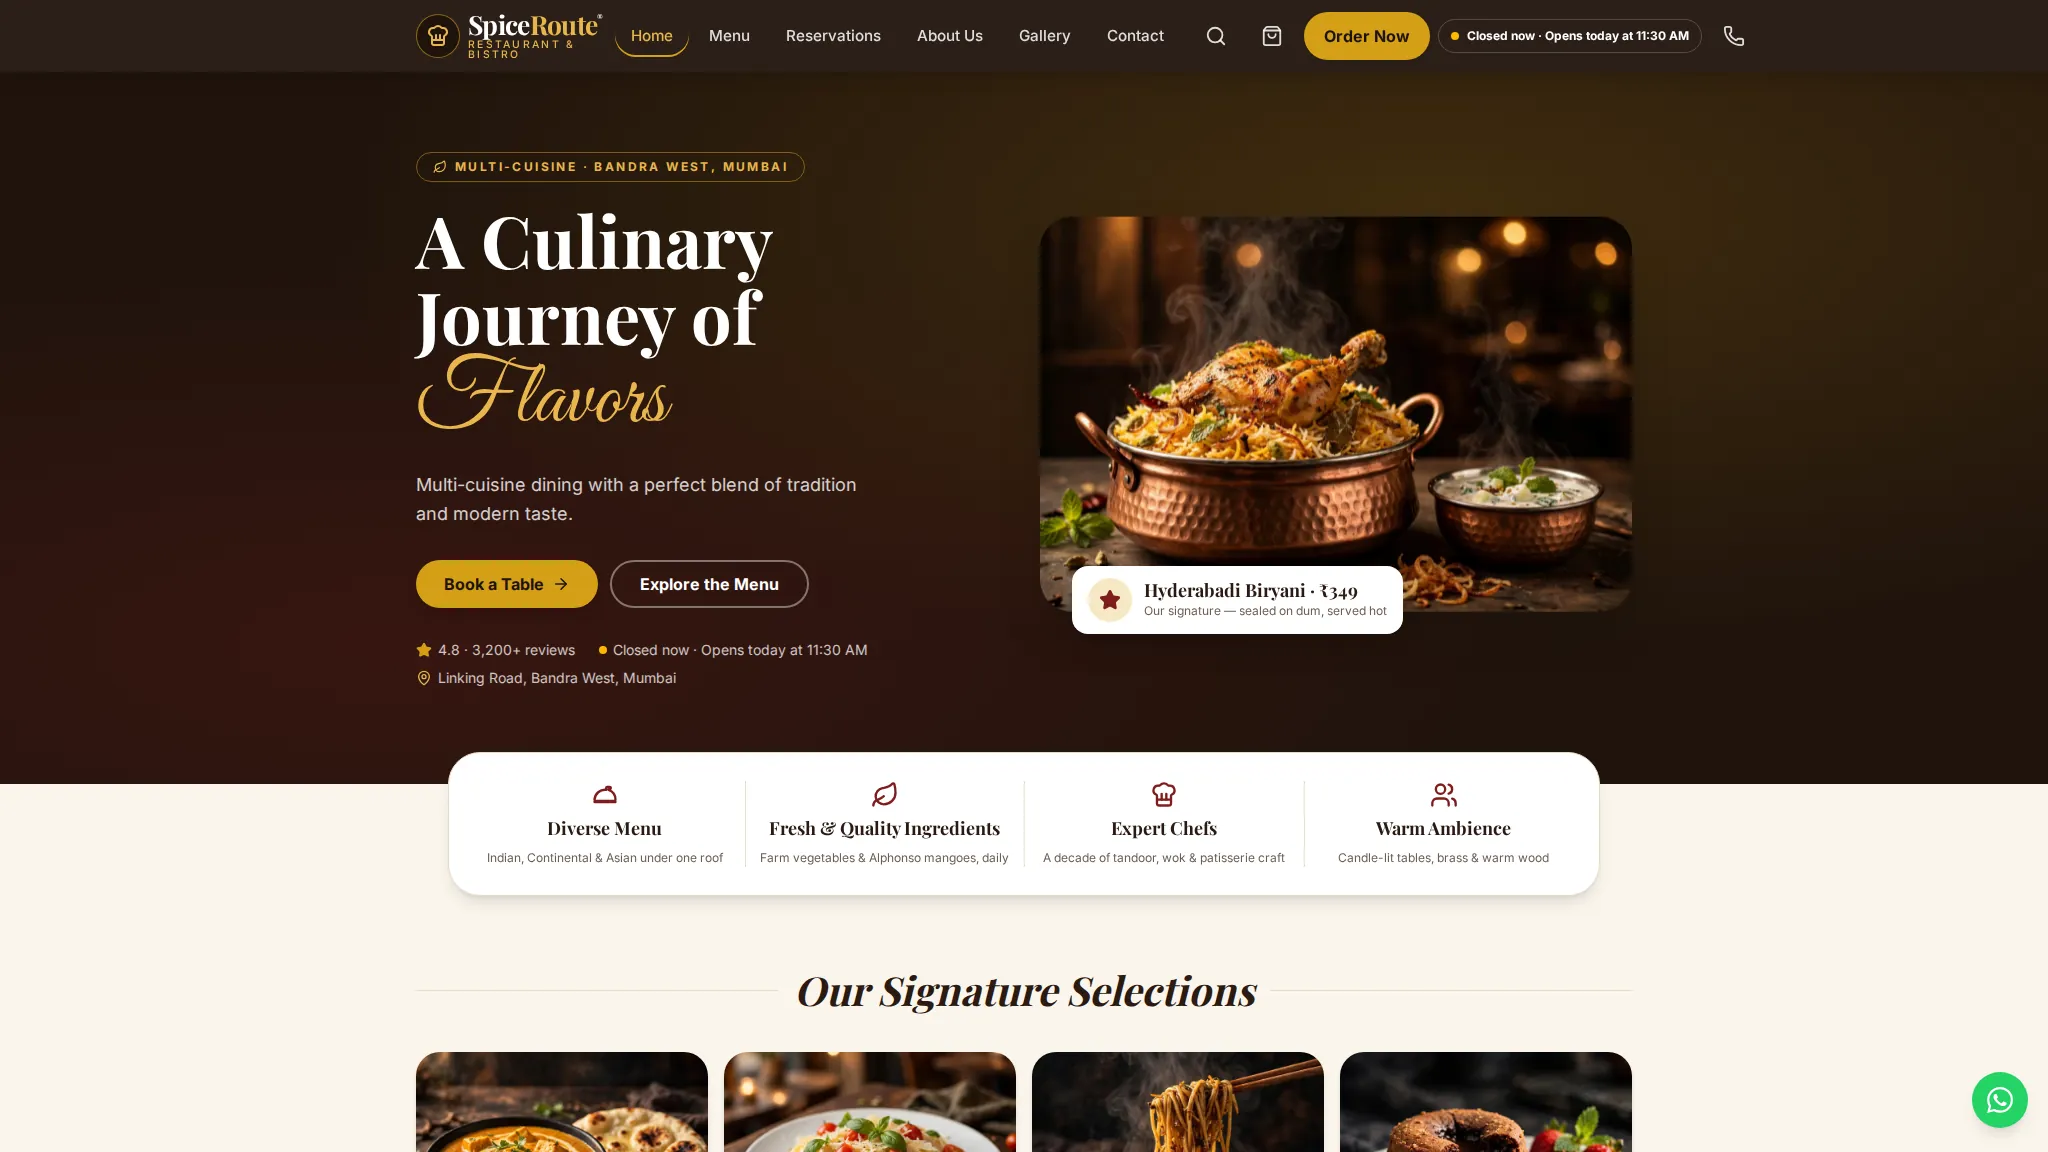 SpiceRoute®
RESTAURANT &
BISTRO
Home
Menu
Reservations
About Us
Gallery
Contact
Order Now
Closed now · Opens today at 11:30 AM
MULTI-CUISINE · BANDRA WEST, MUMBAI
A Culinary
Journey of
Flavors
Multi-cuisine dining with a perfect blend of tradition
and modern taste.
Book a Table
Explore the Menu
4.8 · 3,200+ reviews
Closed now · Opens today at 11:30 AM
Linking Road, Bandra West, Mumbai
Hyderabadi Biryani · ₹349
Our signature — sealed on dum, served hot
Diverse Menu
Indian, Continental & Asian under one roof
Fresh & Quality Ingredients
Farm vegetables & Alphonso mangoes, daily
Expert Chefs
A decade of tandoor, wok & patisserie craft
Warm Ambience
Candle-lit tables, brass & warm wood
Our Signature Selections